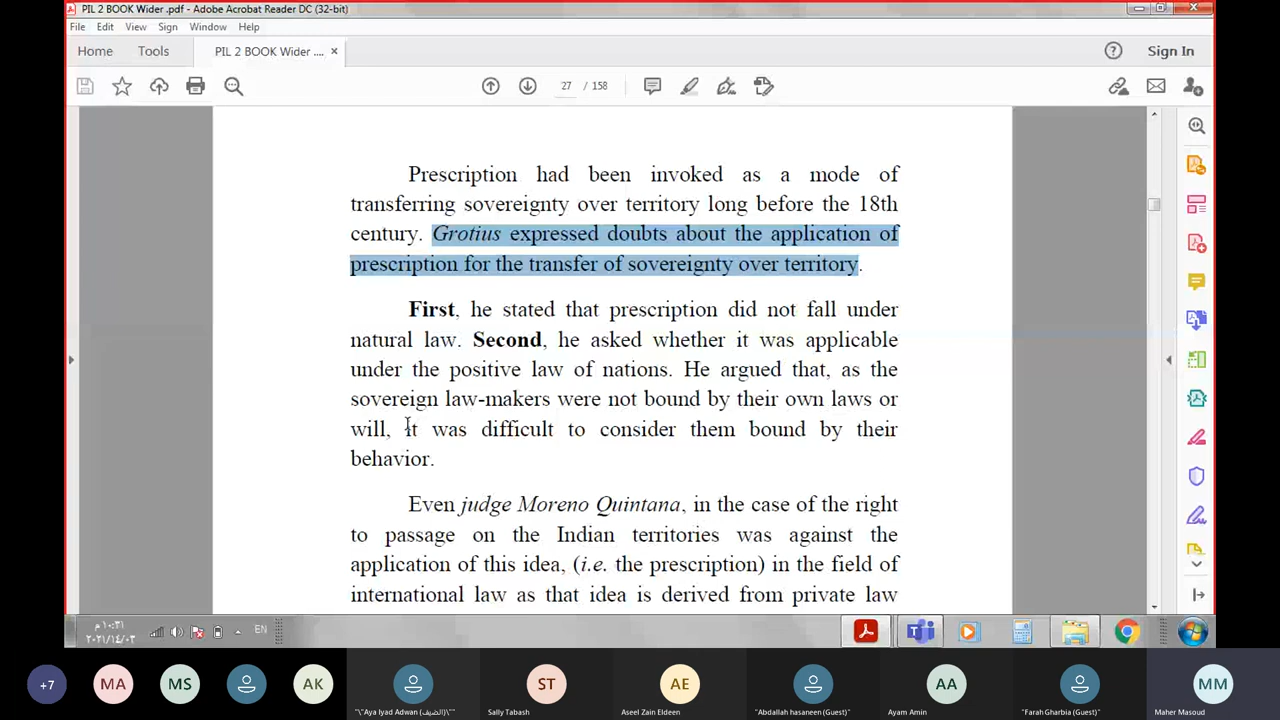 PIL 2 BOOK Wider .pdf - Adobe Acrobat Reader DC (32-bit)
File Edit View Sign Window Help
Home Tools PIL 2 BOOK Wider .... × Sign In
27 / 158
Prescription had been invoked as a mode of
transferring sovereignty over territory long before the 18th
century. Grotius expressed doubts about the application of
prescription for the transfer of sovereignty over territory.
First, he stated that prescription did not fall under
natural law. Second, he asked whether it was applicable
under the positive law of nations. He argued that, as the
sovereign law-makers were not bound by their own laws or
will, it was difficult to consider them bound by their
behavior.
Even judge Moreno Quintana, in the case of the right
to passage on the Indian territories was against the
application of this idea, (i.e. the prescription) in the field of
international law as that idea is derived from private law
١٠:٣١ م
٢٠٢١/١٤/٠٣
EN
+7 MA MS AK ST AE AA MM
"\"Aya Iyad Adwan (الضيف)\"" Sally Tabash Aseel Zain Eldeen "Abdallah hasaneen (Guest)" Ayam Amin "Farah Gharbia (Guest)" Maher Masoud